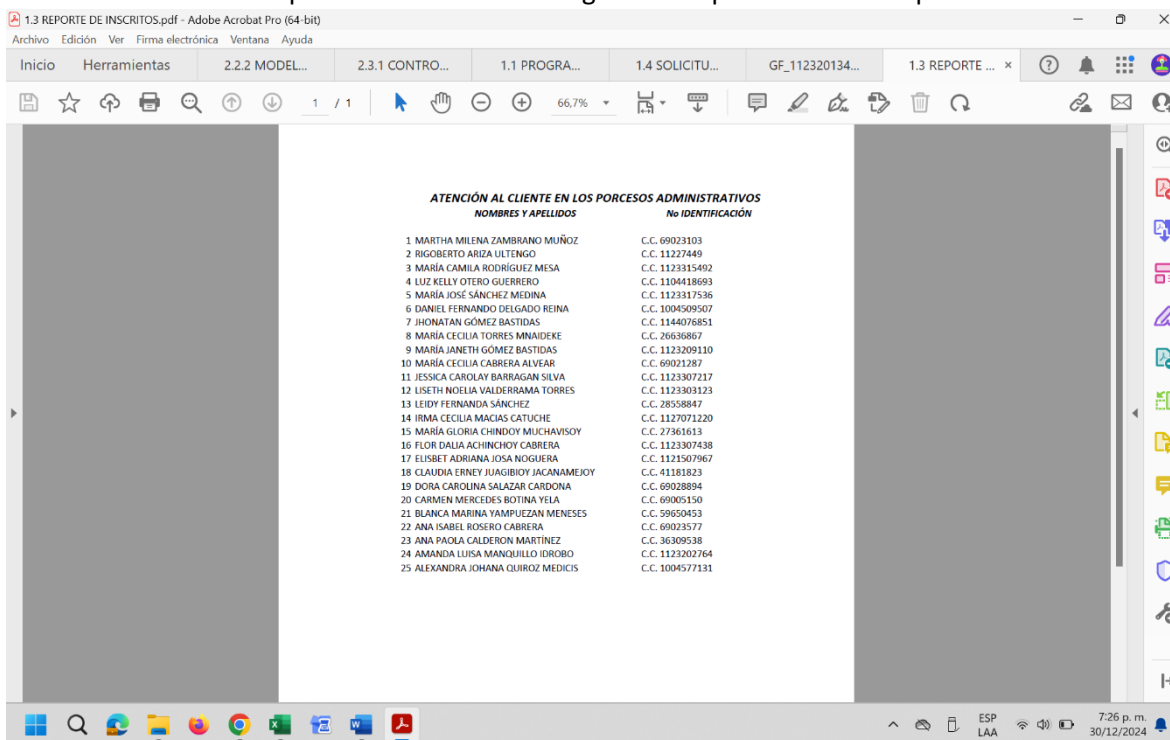 1.3 REPORTE DE INSCRITOS.pdf - Adobe Acrobat Pro (64-bit)
Archivo Edición Ver Firma electrónica Ventana Ayuda
Inicio Herramientas 2.2.2 MODEL... 2.3.1 CONTRO... 1.1 PROGRA... 1.4 SOLICITU... GF_112320134... 1.3 REPORTE ... ×
1 / 1 66,7%
ATENCIÓN AL CLIENTE EN LOS PORCESOS ADMINISTRATIVOS
NOMBRES Y APELLIDOS No IDENTIFICACIÓN
1 MARTHA MILENA ZAMBRANO MUÑOZ C.C. 69023103
2 RIGOBERTO ARIZA ULTENGO C.C. 11227449
3 MARÍA CAMILA RODRÍGUEZ MESA C.C. 1123315492
4 LUZ KELLY OTERO GUERRERO C.C. 1104418693
5 MARÍA JOSÉ SÁNCHEZ MEDINA C.C. 1123317536
6 DANIEL FERNANDO DELGADO REINA C.C. 1004509507
7 JHONATAN GÓMEZ BASTIDAS C.C. 1144076851
8 MARÍA CECILIA TORRES MNAIDEKE C.C. 26636867
9 MARÍA JANETH GÓMEZ BASTIDAS C.C. 1123209110
10 MARÍA CECILIA CABRERA ALVEAR C.C. 69021287
11 JESSICA CAROLAY BARRAGAN SILVA C.C. 1123307217
12 LISETH NOELIA VALDERRAMA TORRES C.C. 1123303123
13 LEIDY FERNANDA SÁNCHEZ C.C. 28558847
14 IRMA CECILIA MACIAS CATUCHE C.C. 1127071220
15 MARÍA GLORIA CHINDOY MUCHAVISOY C.C. 27361613
16 FLOR DALIA ACHINCHOY CABRERA C.C. 1123307438
17 ELISBET ADRIANA JOSA NOGUERA C.C. 1121507967
18 CLAUDIA ERNEY JUAGIBIOY JACANAMEJOY C.C. 41181823
19 DORA CAROLINA SALAZAR CARDONA C.C. 69028894
20 CARMEN MERCEDES BOTINA YELA C.C. 69005150
21 BLANCA MARINA YAMPUEZAN MENESES C.C. 59650453
22 ANA ISABEL ROSERO CABRERA C.C. 69023577
23 ANA PAOLA CALDERON MARTÍNEZ C.C. 36309538
24 AMANDA LUISA MANQUILLO IDROBO C.C. 1123202764
25 ALEXANDRA JOHANA QUIROZ MEDICIS C.C. 1004577131
ESP 7:26 p. m.
LAA 30/12/2024